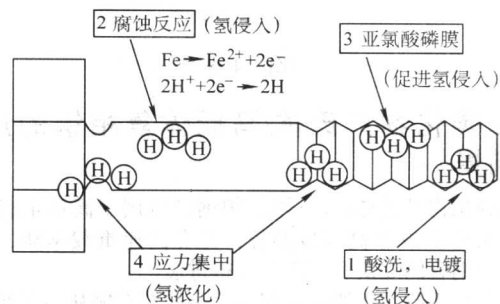 2 腐蚀反应 (氢侵入)
Fe→Fe²⁺+2e⁻
2H⁺+2e⁻→2H
3 亚氯酸磷膜
(促进氢侵入)
H H H
H H H
H H H
H H H
H H H
4 应力集中
(氢浓化)
1 酸洗,电镀
(氢侵入)